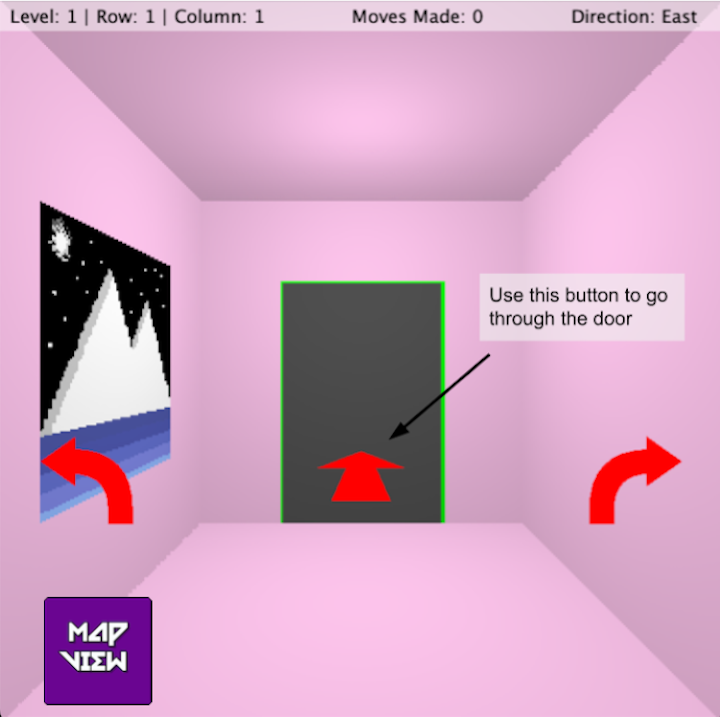 Level: 1 | Row: 1 | Column: 1 Moves Made: 0 Direction: East
Use this button to go
through the door
MAP
VIEW